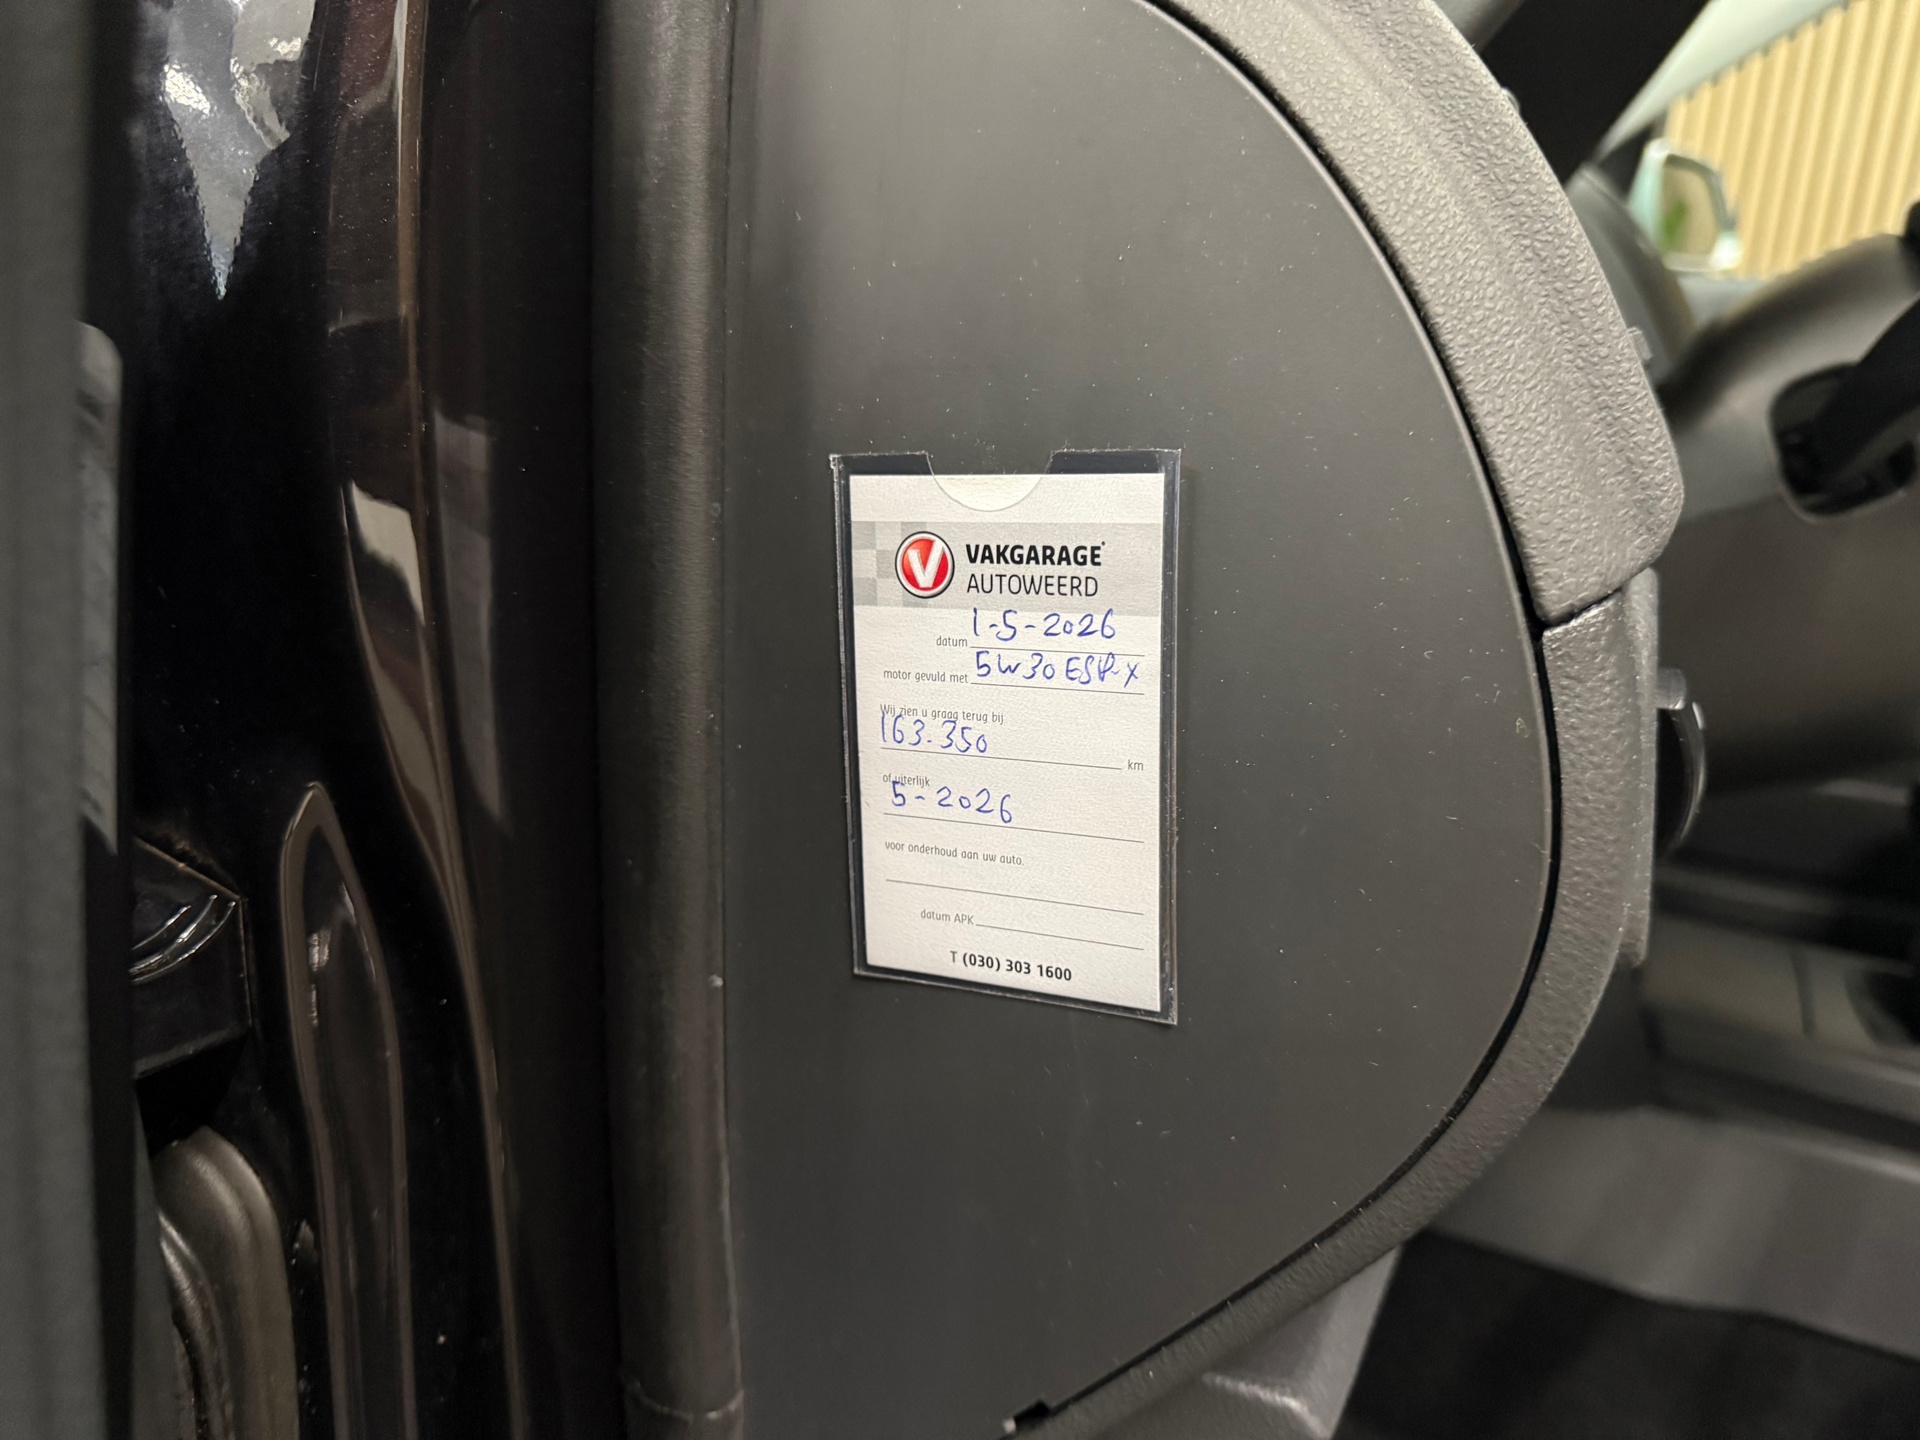 VAKGARAGE
AUTOWEERD
datum 1-5-2026
motor gevuld met 5W30 ESP-X
Wij zien u graag terug bij
163.350 km
of uiterlijk
5-2026
voor onderhoud aan uw auto.
datum APK
T (030) 303 1600